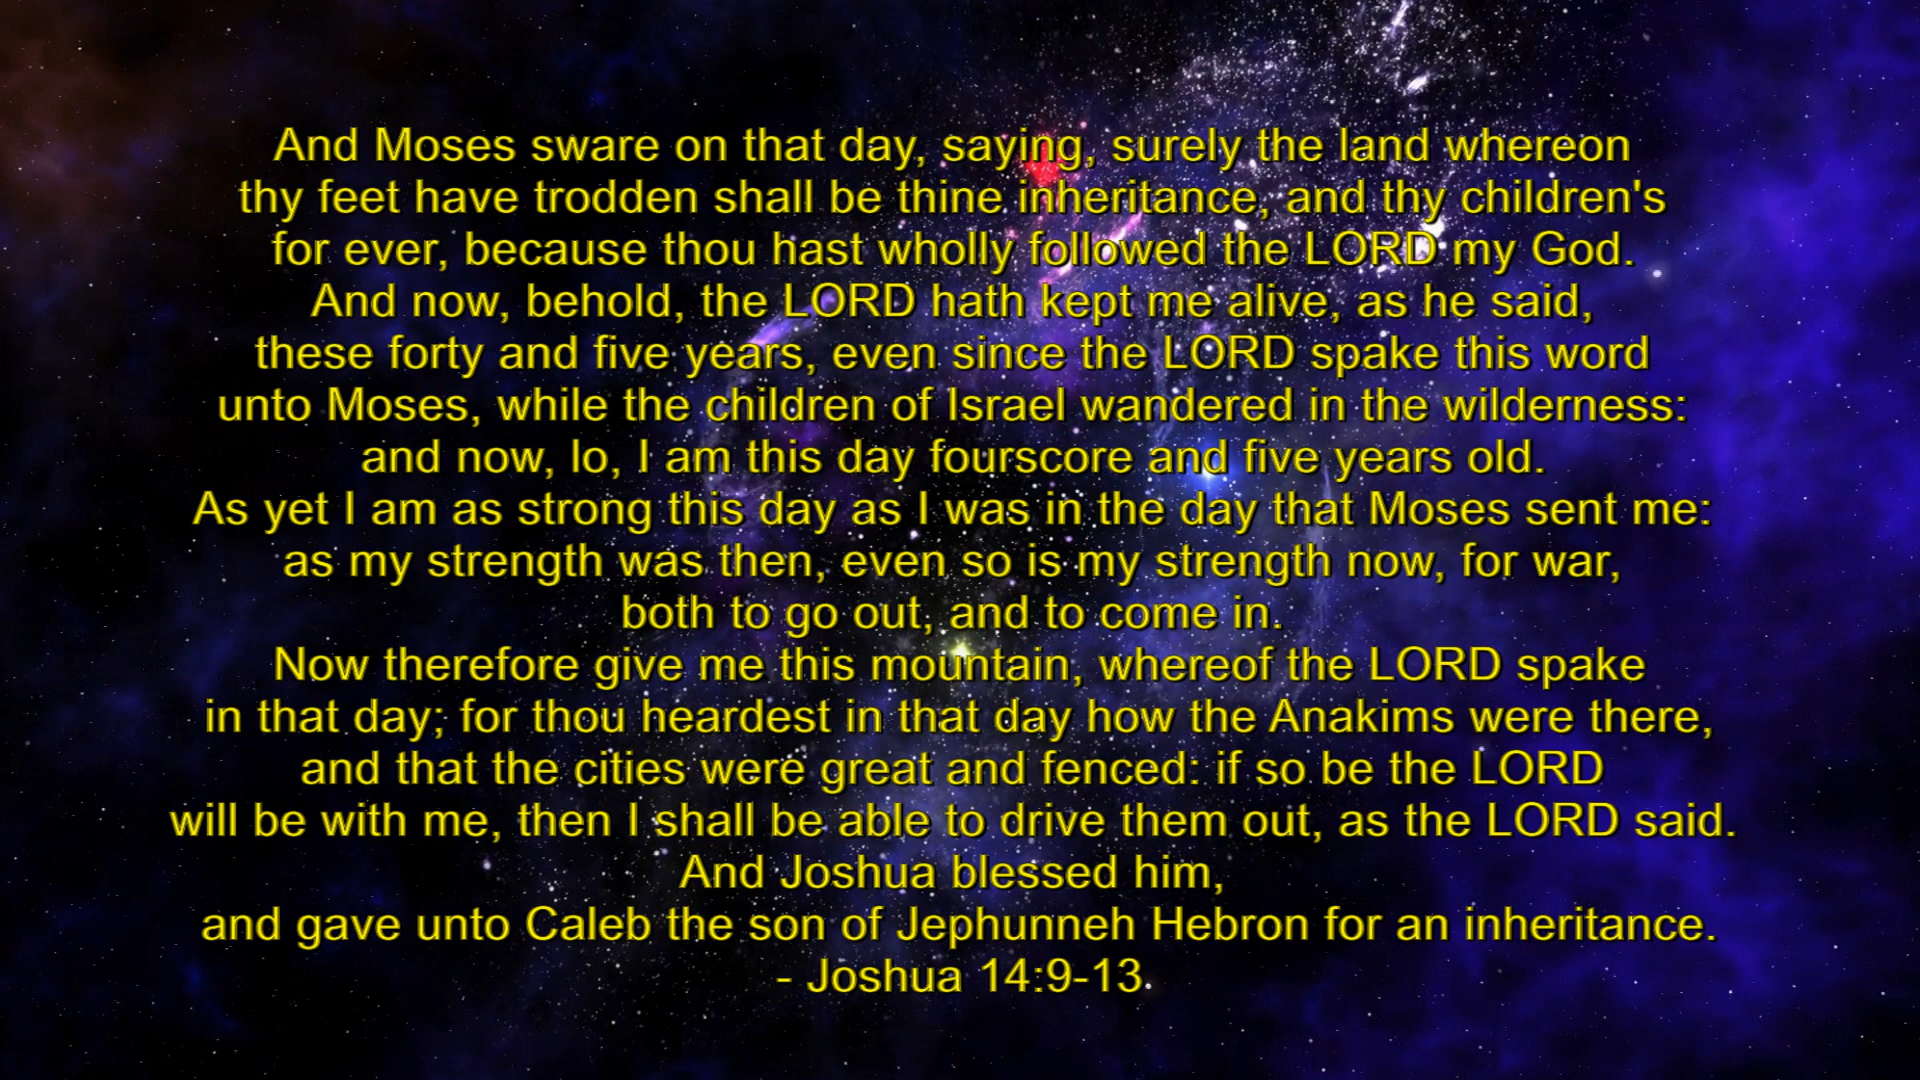 And Moses sware on that day, saying, surely the land whereon
thy feet have trodden shall be thine inheritance, and thy children's
for ever, because thou hast wholly followed the LORD my God.
And now, behold, the LORD hath kept me alive, as he said,
these forty and five years, even since the LORD spake this word
unto Moses, while the children of Israel wandered in the wilderness:
and now, lo, I am this day fourscore and five years old.
As yet I am as strong this day as I was in the day that Moses sent me:
as my strength was then, even so is my strength now, for war,
both to go out, and to come in.
Now therefore give me this mountain, whereof the LORD spake
in that day; for thou heardest in that day how the Anakims were there,
and that the cities were great and fenced: if so be the LORD
will be with me, then I shall be able to drive them out, as the LORD said.
And Joshua blessed him,
and gave unto Caleb the son of Jephunneh Hebron for an inheritance.
- Joshua 14:9-13